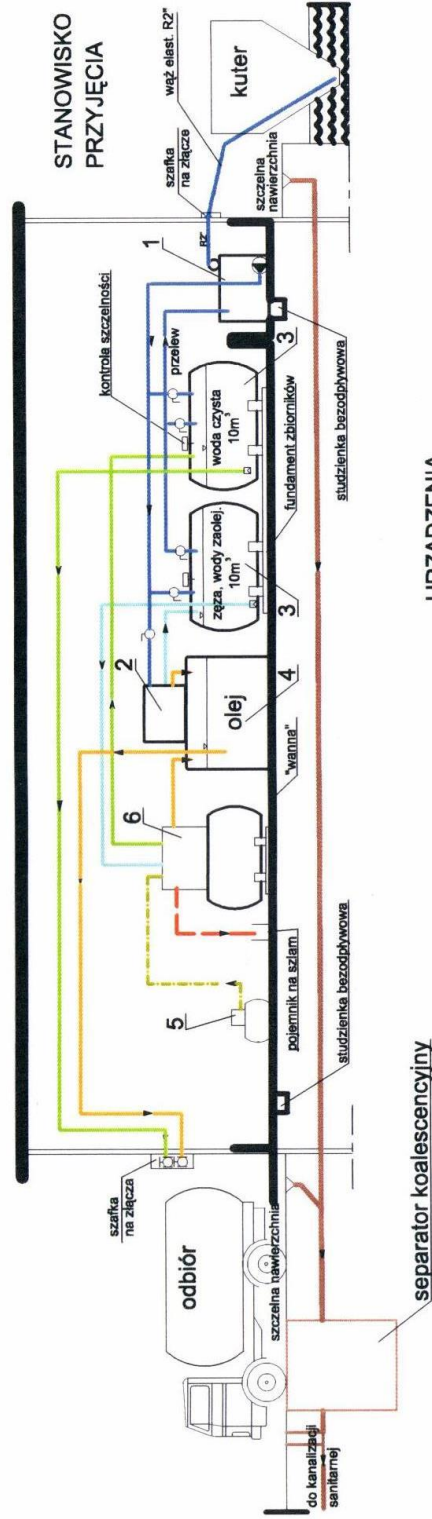 STANOWISKO
PRZYJĘCIA
wąż elast. R2"
kuter
szafka
na złącze
R2"
szczelna
nawierzchnia
1
przelew
kontrola szczelności
woda czysta
10m³
3
studzienka bezodpływowa
fundament zbiorników
zęza, wody zaolej.
10m³
3
2
olej
4
"wanna"
6
pojemnik na szlam
5
studzienka bezodpływowa
szafka
na złącza
odbiór
szczelna nawierzchnia
separator koalescencyjny
do kanalizacji
sanitarnej